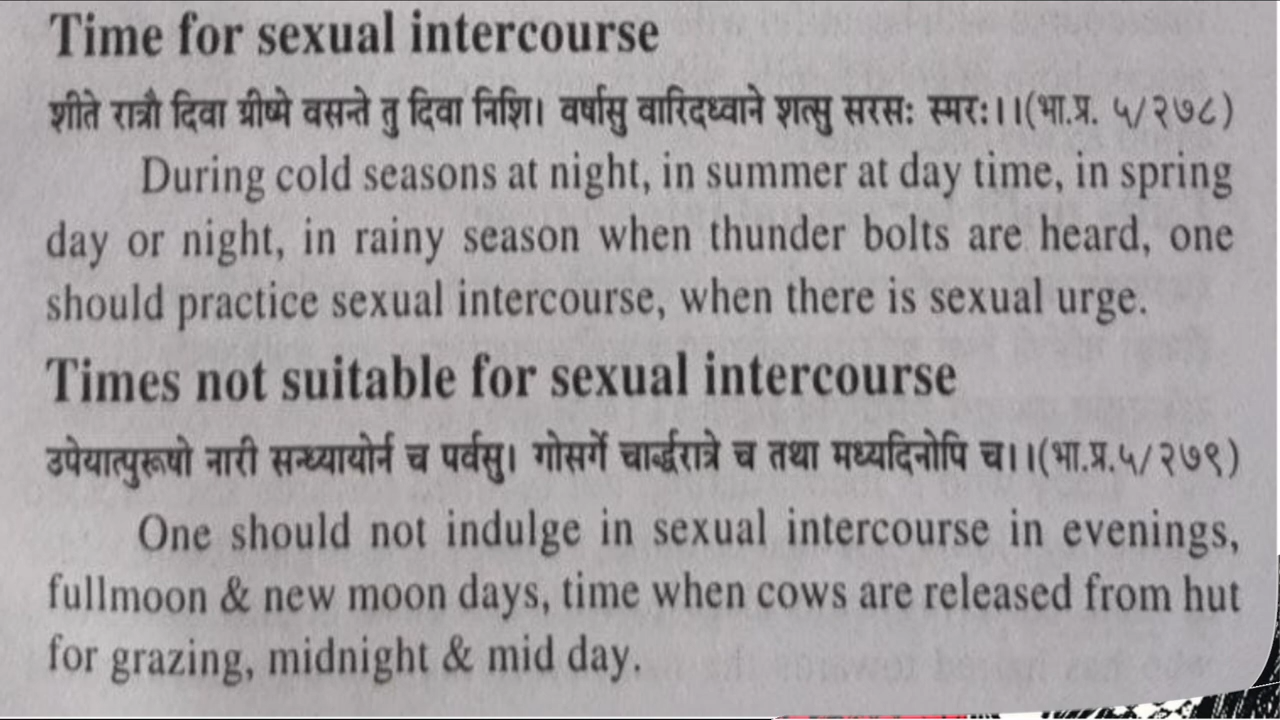 Time for sexual intercourse
शीते रात्रौ दिवा ग्रीष्मे वसन्ते तु दिवा निशि। वर्षासु वारिदध्वाने शत्सु सरसः स्मरः।।(भा.प्र. ५/२७८)
During cold seasons at night, in summer at day time, in spring
day or night, in rainy season when thunder bolts are heard, one
should practice sexual intercourse, when there is sexual urge.
Times not suitable for sexual intercourse
उपेयात्पुरूषो नारी सन्ध्यायोर्न च पर्वसु। गोसर्गे चार्द्धरात्रे च तथा मध्यदिनोपि च।।(भा.प्र.५/२७९)
One should not indulge in sexual intercourse in evenings,
fullmoon & new moon days, time when cows are released from hut
for grazing, midnight & mid day.